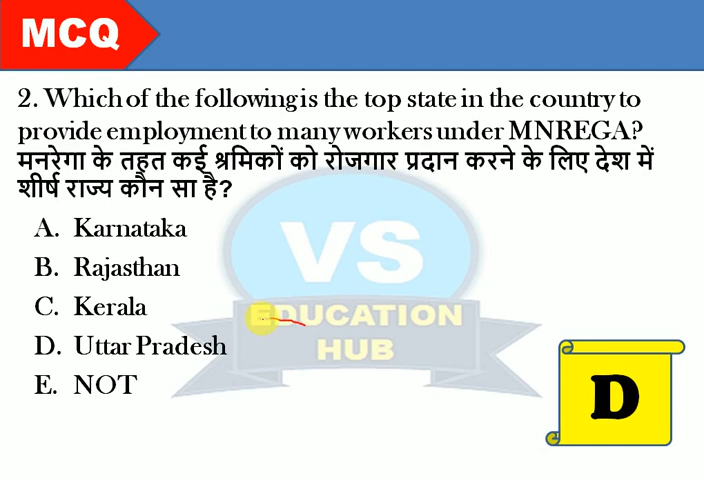 MCQ
2. Which of the following is the top state in the country to
provide employment to many workers under MNREGA?
मनरेगा के तहत कई श्रमिकों को रोजगार प्रदान करने के लिए देश में
शीर्ष राज्य कौन सा है?
A. Karnataka
B. Rajasthan
C. Kerala
D. Uttar Pradesh
E. NOT
VS
EDUCATION
HUB
D